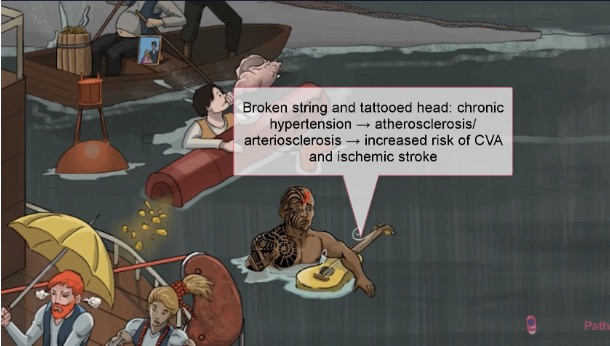 Broken string and tattooed head: chronic
hypertension → atherosclerosis/
arteriosclerosis → increased risk of CVA
and ischemic stroke
Path